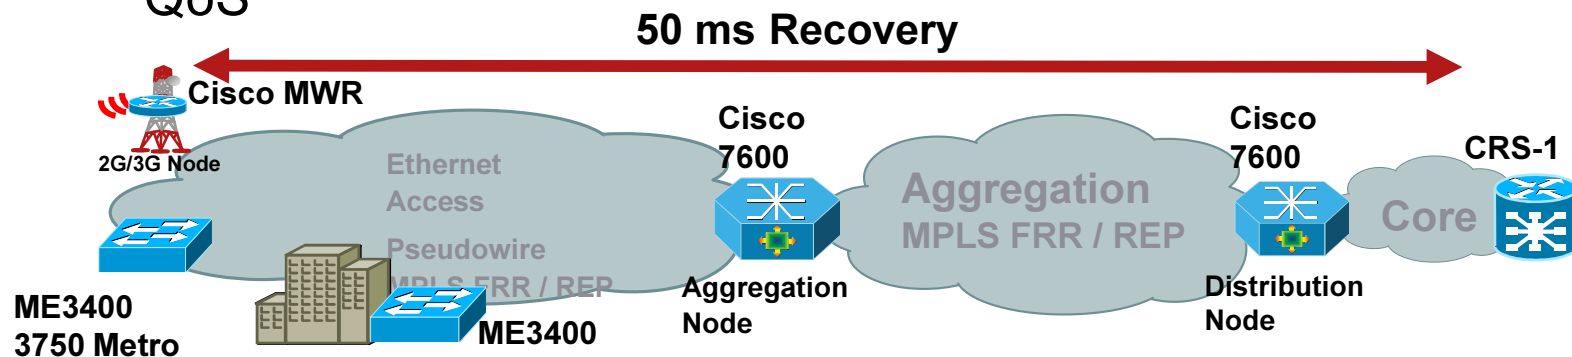 QoS
50 ms Recovery
Cisco MWR
2G/3G Node
Ethernet
Access
Pseudowire
MPLS FRR / REP
ME3400
3750 Metro
ME3400
Cisco
7600
Aggregation
Node
Aggregation
MPLS FRR / REP
Cisco
7600
Distribution
Node
Core
CRS-1